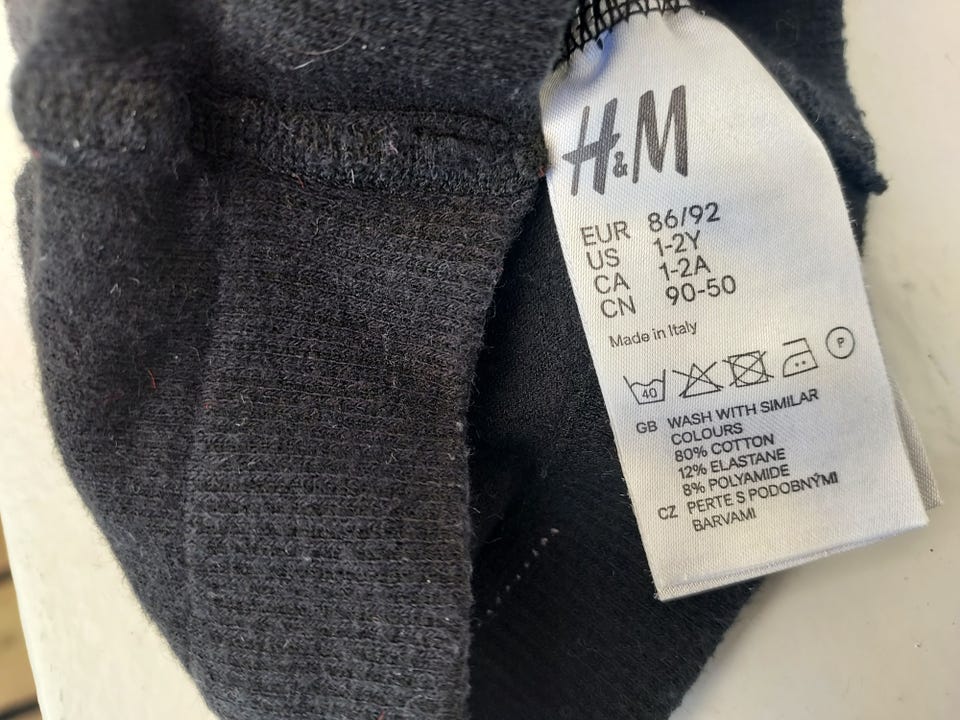 H&M
EUR 86/92
US 1-2Y
CA 1-2A
CN 90-50
Made in Italy
40 P
GB WASH WITH SIMILAR
COLOURS
80% COTTON
12% ELASTANE
8% POLYAMIDE
CZ PERTE S PODOBNÝMI
BARVAMI